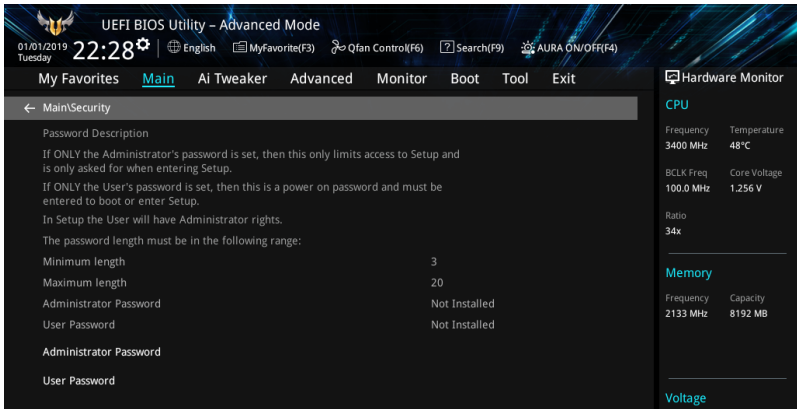 UEFI BIOS Utility – Advanced Mode
01/01/2019
Tuesday
22:28
English
MyFavorite(F3)
Qfan Control(F6)
? Search(F9)
AURA ON/OFF(F4)
My Favorites Main Ai Tweaker Advanced Monitor Boot Tool Exit
Hardware Monitor
← Main\Security
Password Description
If ONLY the Administrator's password is set, then this only limits access to Setup and
is only asked for when entering Setup.
If ONLY the User's password is set, then this is a power on password and must be
entered to boot or enter Setup.
In Setup the User will have Administrator rights.
The password length must be in the following range:
Minimum length 3
Maximum length 20
Administrator Password Not Installed
User Password Not Installed
Administrator Password
User Password
CPU
Frequency Temperature
3400 MHz 48°C
BCLK Freq Core Voltage
100.0 MHz 1.256 V
Ratio
34x
Memory
Frequency Capacity
2133 MHz 8192 MB
Voltage